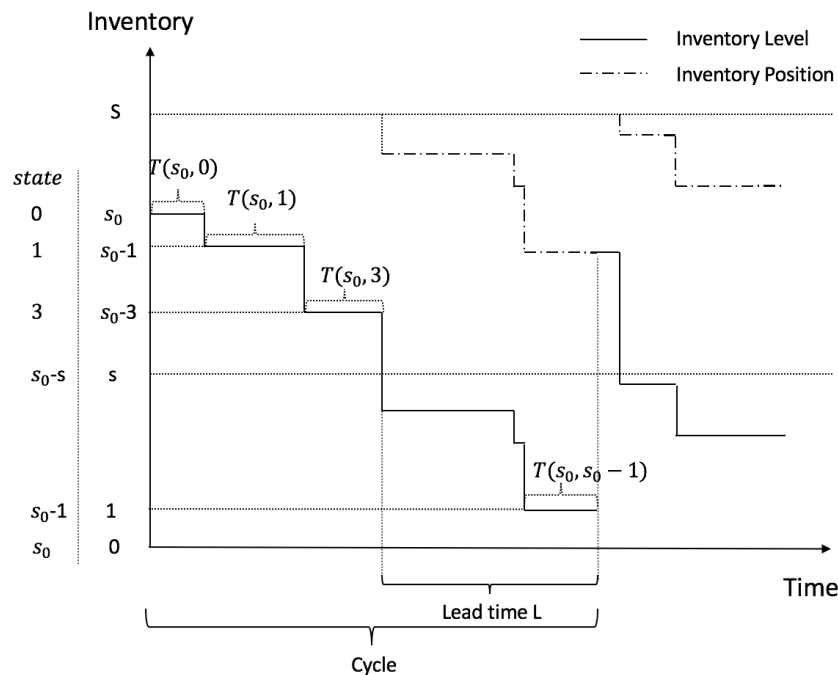 Inventory
Inventory Level
Inventory Position
S
state
T(s₀, 0)
T(s₀, 1)
0 s₀
1 s₀-1
T(s₀, 3)
3 s₀-3
s₀-s s
T(s₀, s₀ − 1)
s₀-1 1
s₀ 0
Time
Lead time L
Cycle